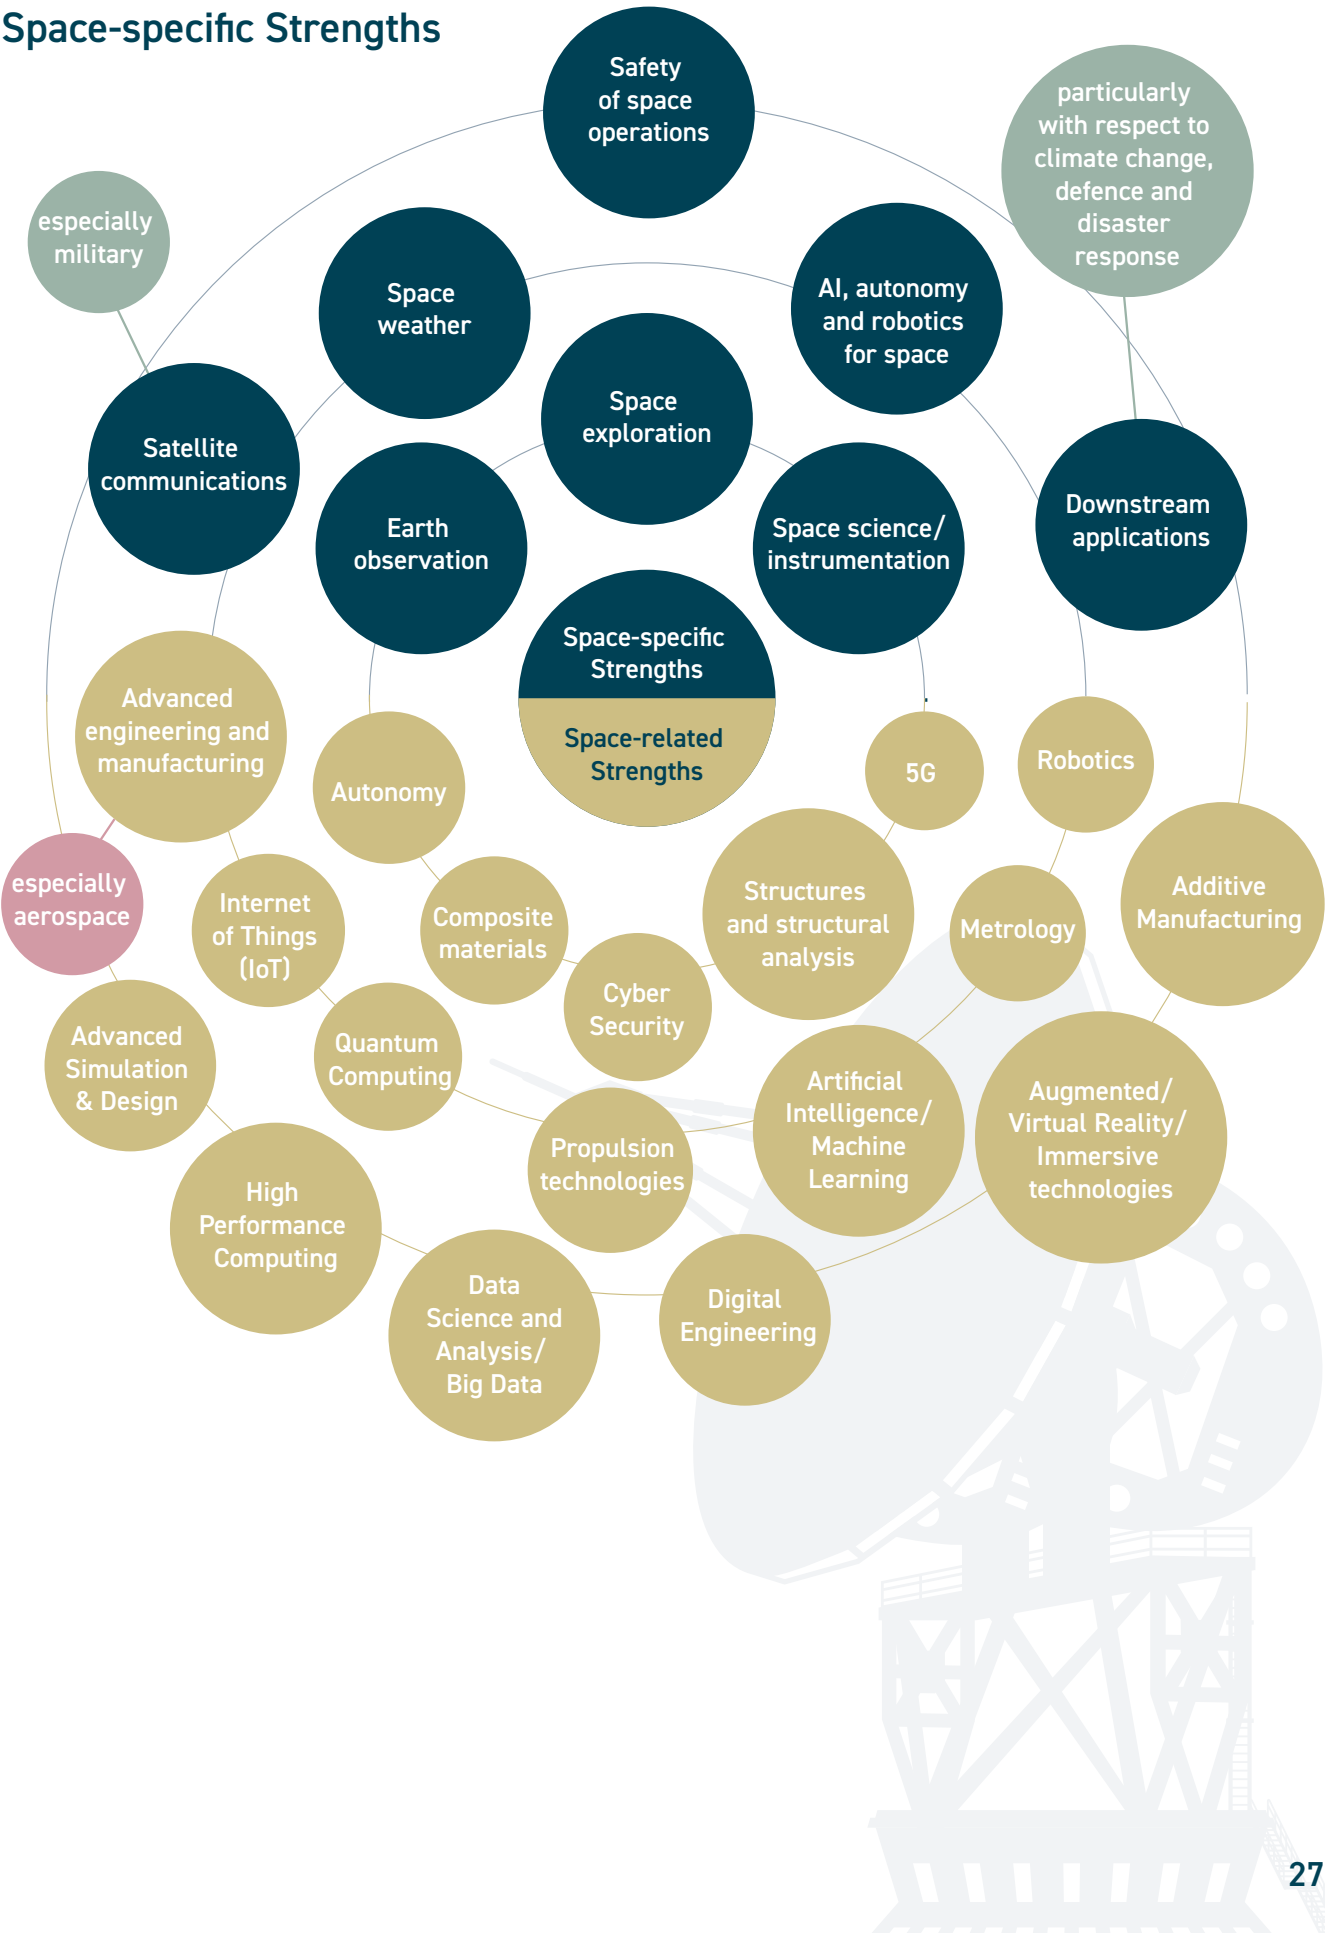 Space-specific Strengths
Safety
of space
operations
particularly
with respect to
climate change,
defence and
disaster
response
especially
military
Space
weather
AI, autonomy
and robotics
for space
Space
exploration
Satellite
communications
Earth
observation
Space science/
instrumentation
Downstream
applications
Space-specific
Strengths
Space-related
Strengths
Advanced
engineering and
manufacturing
Autonomy
5G
Robotics
especially
aerospace
Internet
of Things
(IoT)
Composite
materials
Structures
and structural
analysis
Metrology
Additive
Manufacturing
Cyber
Security
Advanced
Simulation
& Design
Quantum
Computing
Propulsion
technologies
Artificial
Intelligence/
Machine
Learning
Augmented/
Virtual Reality/
Immersive
technologies
High
Performance
Computing
Data
Science and
Analysis/
Big Data
Digital
Engineering
27